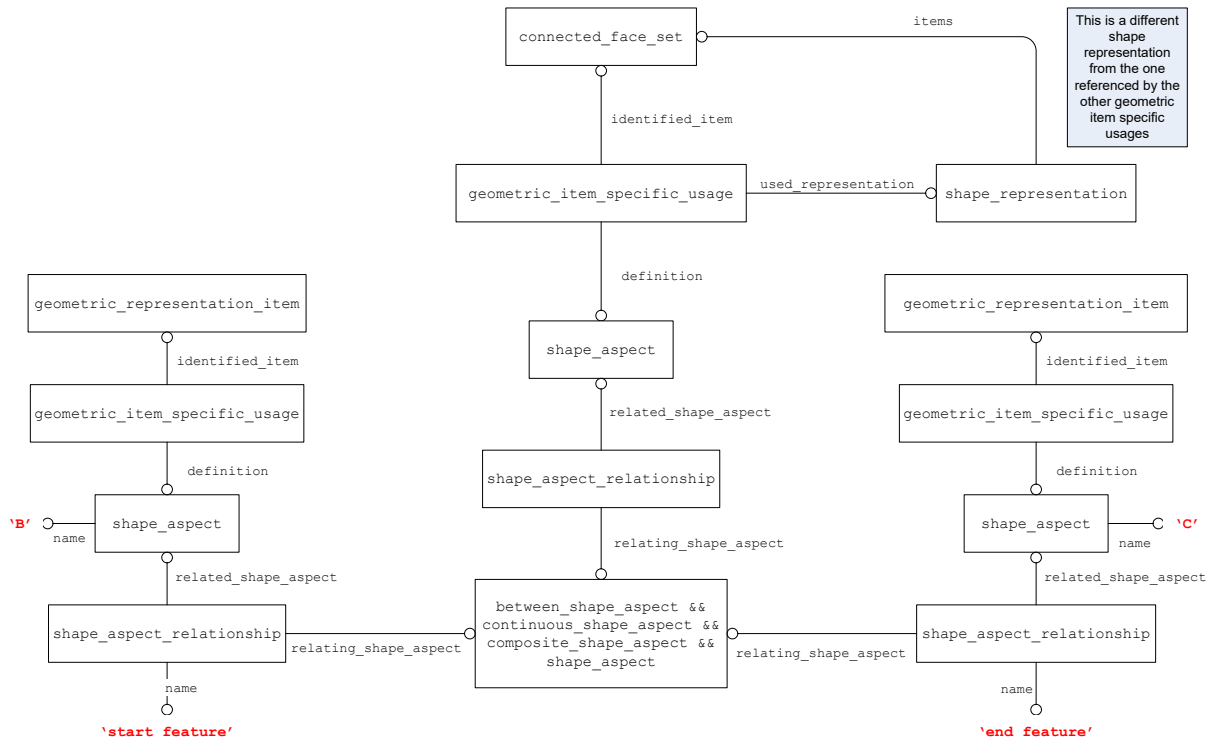 items
connected_face_set
This is a different
shape
representation
from the one
referenced by the
other geometric
item specific
usages
identified_item
used_representation
geometric_item_specific_usage
shape_representation
definition
geometric_representation_item
geometric_representation_item
shape_aspect
identified_item
identified_item
geometric_item_specific_usage
related_shape_aspect
geometric_item_specific_usage
definition
shape_aspect_relationship
definition
‘B’
shape_aspect
shape_aspect
‘C’
name
relating_shape_aspect
name
related_shape_aspect
related_shape_aspect
between_shape_aspect &&
continuous_shape_aspect &&
composite_shape_aspect &&
shape_aspect
shape_aspect_relationship
relating_shape_aspect
relating_shape_aspect
shape_aspect_relationship
name
name
‘start feature’
‘end feature’